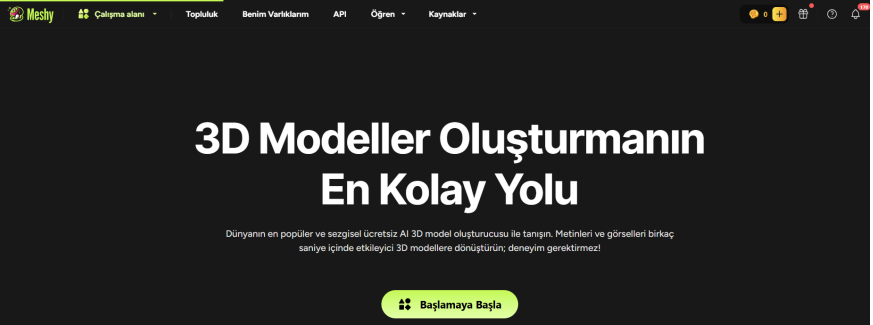 Meshy Çalışma alanı Topluluk Benim Varlıklarım API Öğren Kaynaklar 0
3D Modeller Oluşturmanın
En Kolay Yolu
Dünyanın en popüler ve sezgisel ücretsiz AI 3D model oluşturucusu ile tanışın. Metinleri ve görselleri birkaç
saniye içinde etkileyici 3D modellere dönüştürün; deneyim gerektirmez!
Başlamaya Başla